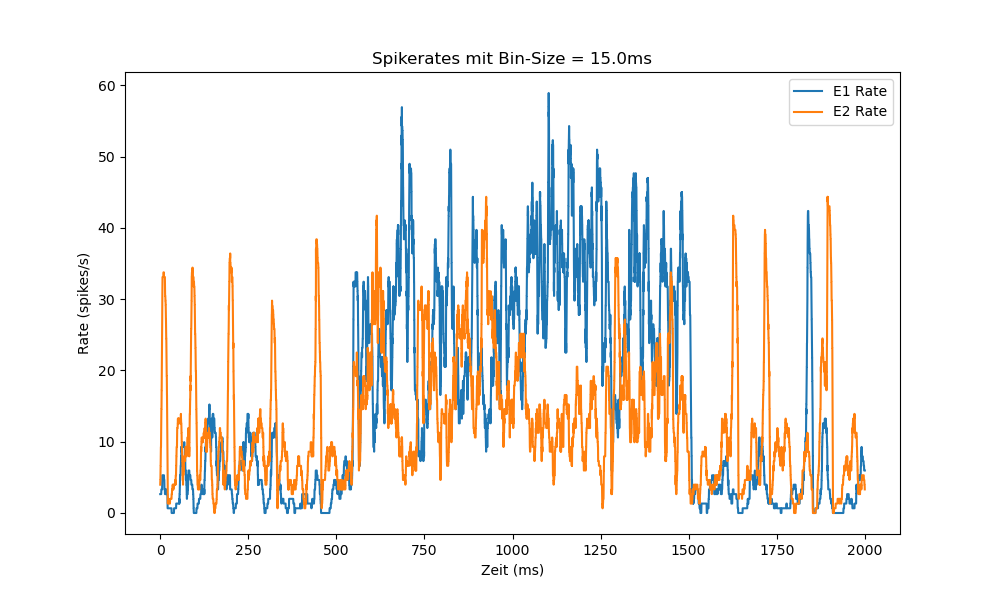 Spikerates mit Bin-Size = 15.0ms
E1 Rate
E2 Rate
60
50
40
30
20
10
0
Rate (spikes/s)
0 250 500 750 1000 1250 1500 1750 2000
Zeit (ms)